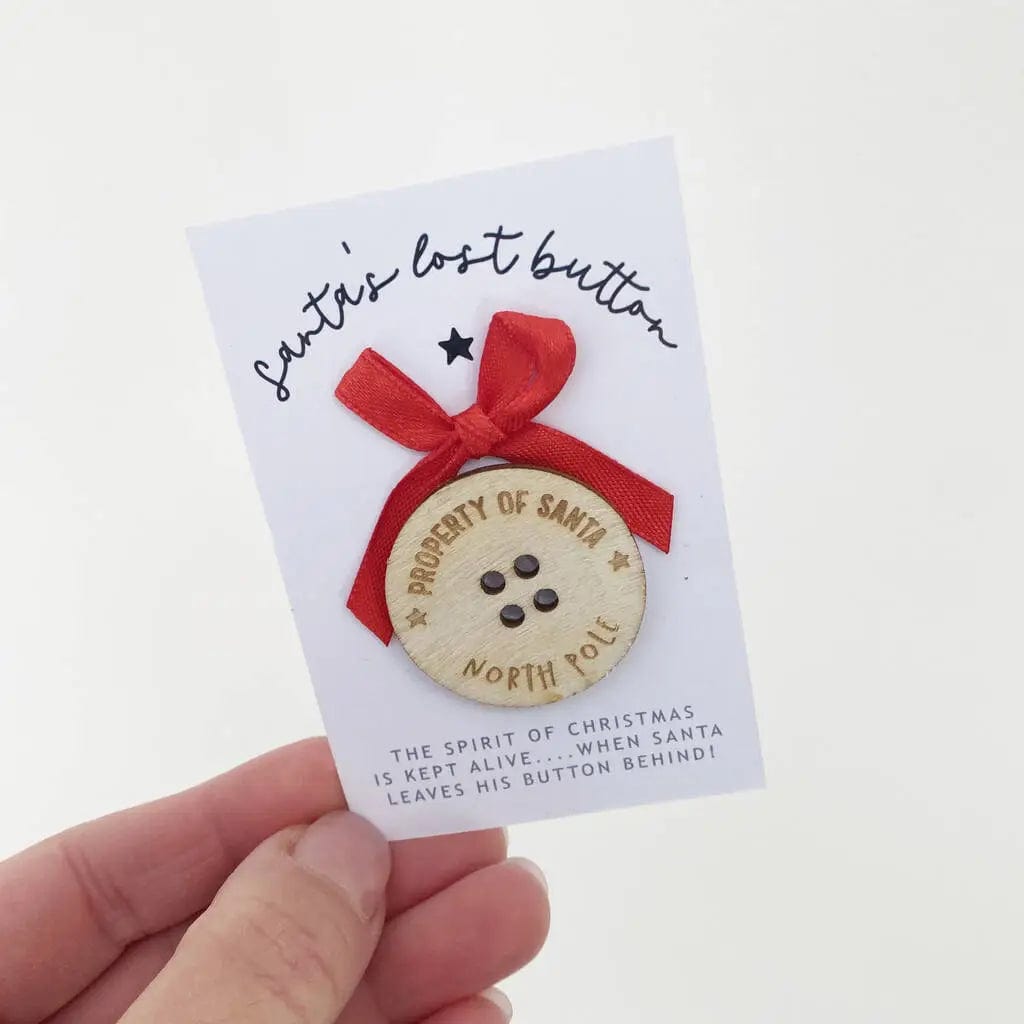 santa's lost button
PROPERTY OF SANTA
NORTH POLE
THE SPIRIT OF CHRISTMAS
IS KEPT ALIVE....WHEN SANTA
LEAVES HIS BUTTON BEHIND!